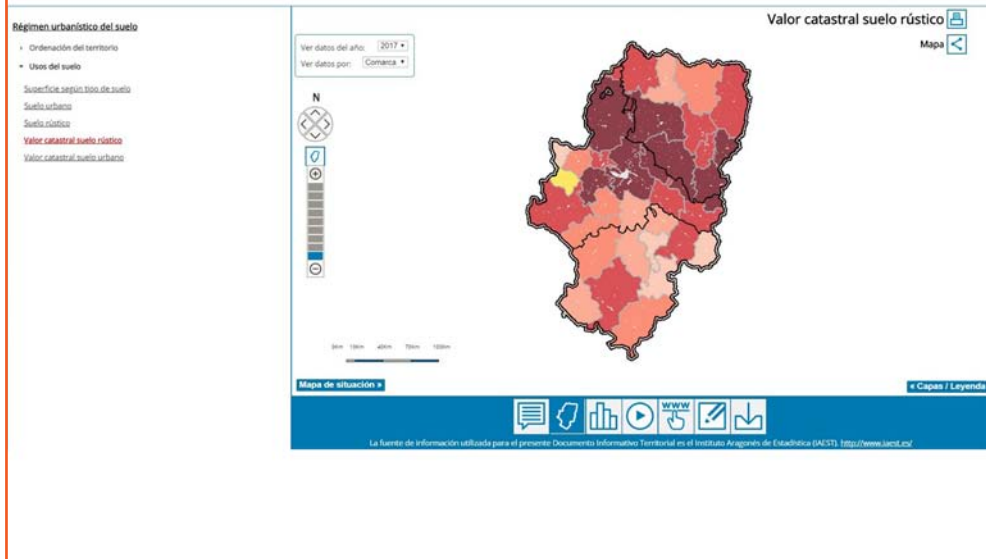 Régimen urbanístico del suelo
Ordenación del territorio
Usos del suelo
Superficie según tipo de suelo
Suelo urbano
Suelo rústico
Valor catastral suelo rústico
Valor catastral suelo urbano
Valor catastral suelo rústico
Mapa
Ver datos del año: 2017
Ver datos por: Comarca
N
Mapa de situación »
« Capas / Leyenda
www
La fuente de información utilizada para el presente Documento Informativo Territorial es el Instituto Aragonés de Estadística (IAEST). http://www.iaest.es/